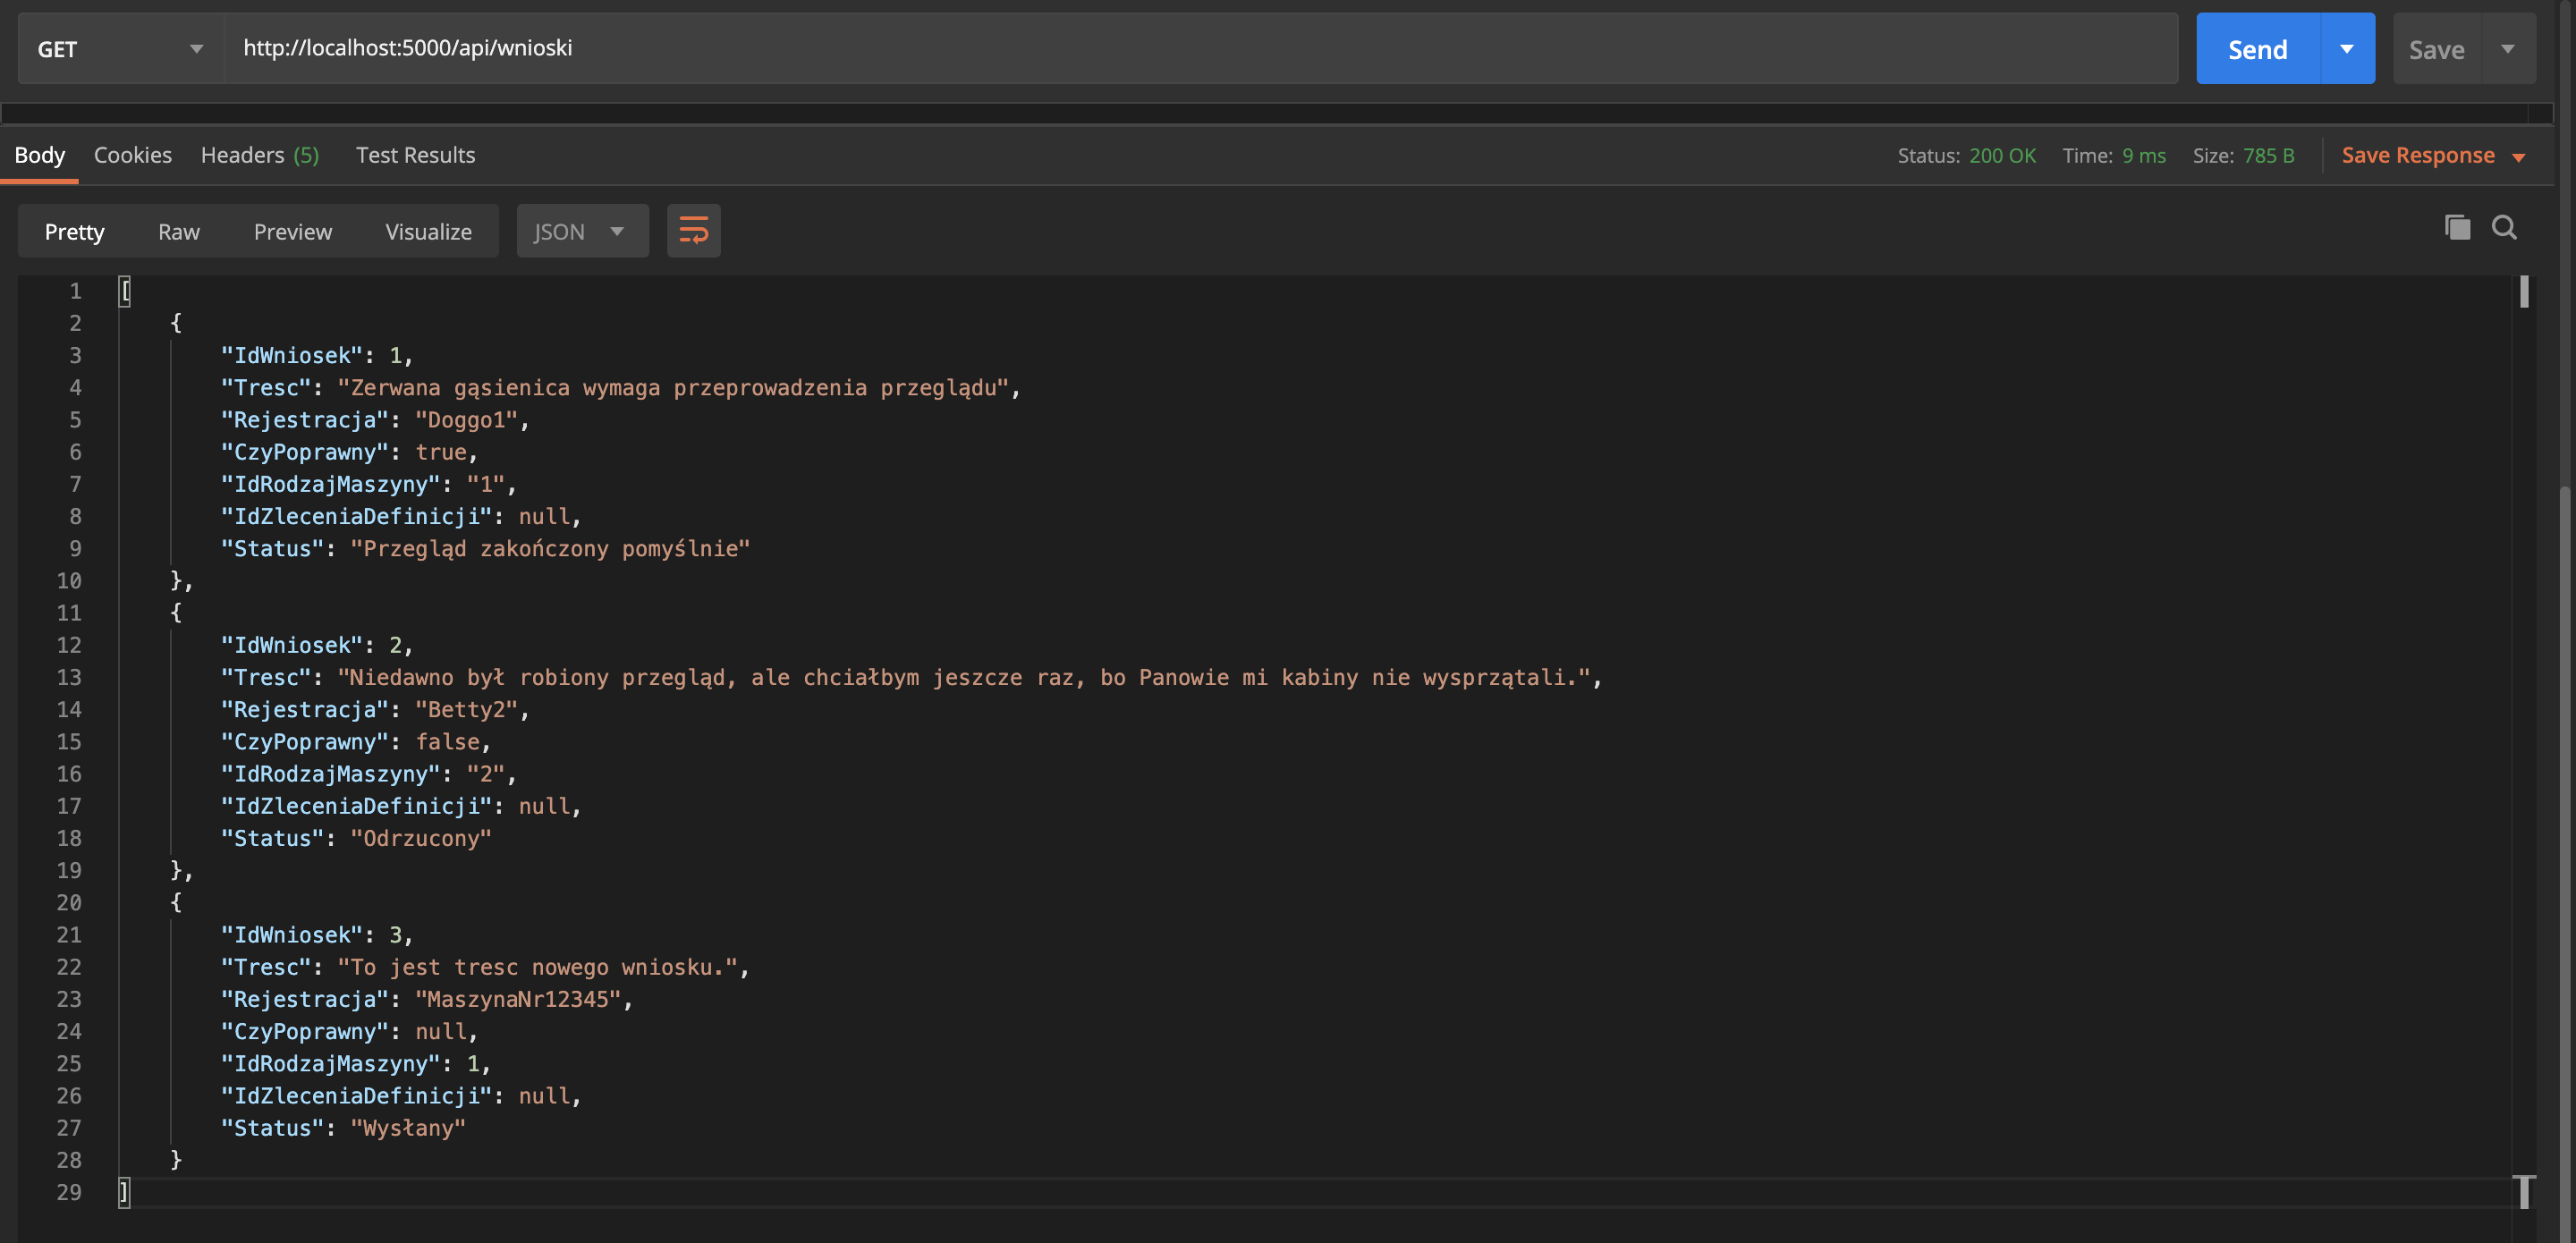 GET http://localhost:5000/api/wnioski Send Save
Body Cookies Headers (5) Test Results Status: 200 OK Time: 9 ms Size: 785 B Save Response
Pretty Raw Preview Visualize JSON
1 [
2 {
3 "IdWniosek": 1,
4 "Tresc": "Zerwana gąsienica wymaga przeprowadzenia przeglądu",
5 "Rejestracja": "Doggo1",
6 "CzyPoprawny": true,
7 "IdRodzajMaszyny": "1",
8 "IdZleceniaDefinicji": null,
9 "Status": "Przegląd zakończony pomyślnie"
10 },
11 {
12 "IdWniosek": 2,
13 "Tresc": "Niedawno był robiony przegląd, ale chciałbym jeszcze raz, bo Panowie mi kabiny nie wysprzątali.",
14 "Rejestracja": "Betty2",
15 "CzyPoprawny": false,
16 "IdRodzajMaszyny": "2",
17 "IdZleceniaDefinicji": null,
18 "Status": "Odrzucony"
19 },
20 {
21 "IdWniosek": 3,
22 "Tresc": "To jest tresc nowego wniosku.",
23 "Rejestracja": "MaszynaNr12345",
24 "CzyPoprawny": null,
25 "IdRodzajMaszyny": 1,
26 "IdZleceniaDefinicji": null,
27 "Status": "Wysłany"
28 }
29 ]